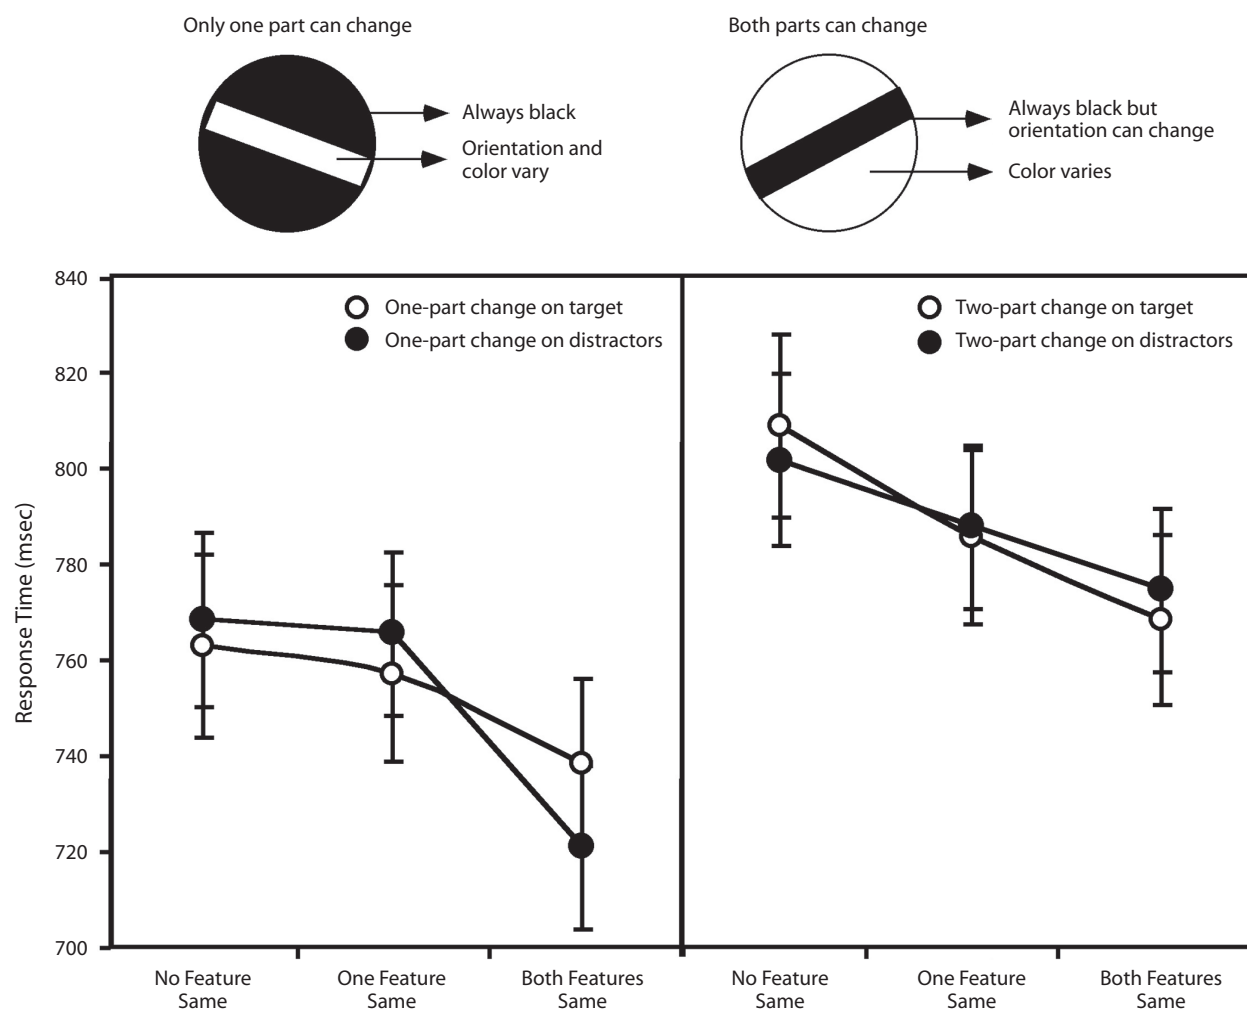 Only one part can change
Both parts can change
Always black
Orientation and
color vary
Always black but
orientation can change
Color varies
One-part change on target
One-part change on distractors
Two-part change on target
Two-part change on distractors
Response Time (msec)
840
820
800
780
760
740
720
700
No Feature
Same
One Feature
Same
Both Features
Same
No Feature
Same
One Feature
Same
Both Features
Same